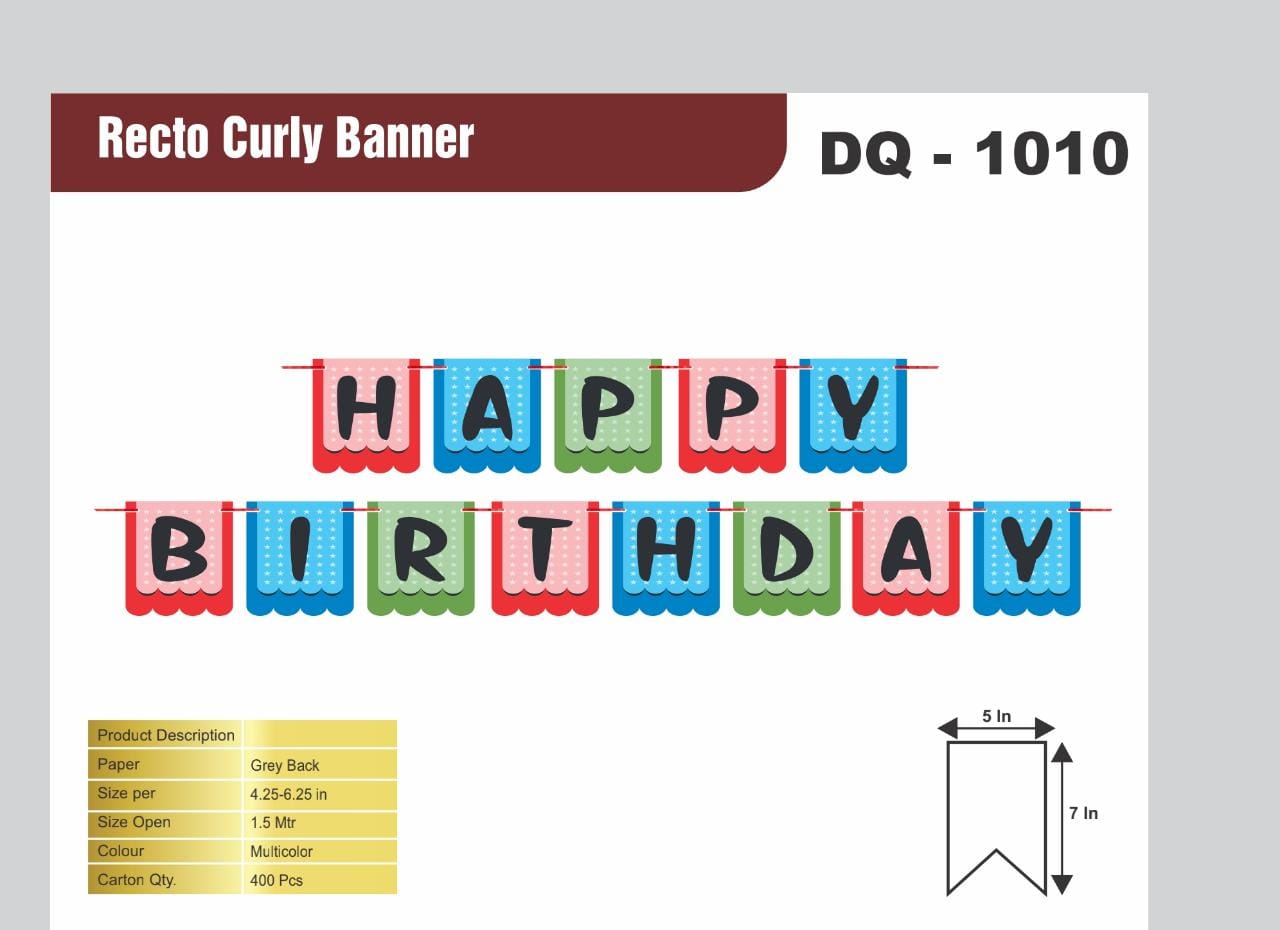 Recto Curly Banner
DQ - 1010
HAPPY
BIRTHDAY
Product Description
Paper Grey Back
Size per 4.25-6.25 in
Size Open 1.5 Mtr
Colour Multicolor
Carton Qty. 400 Pcs
5 In
7 In